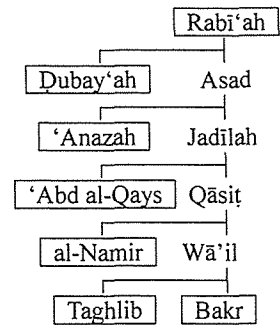 Rabī‘ah
Ḍubay‘ah Asad
‘Anazah Jadīlah
‘Abd al-Qays Qāsiṭ
al-Namir Wā’il
Taghlib Bakr